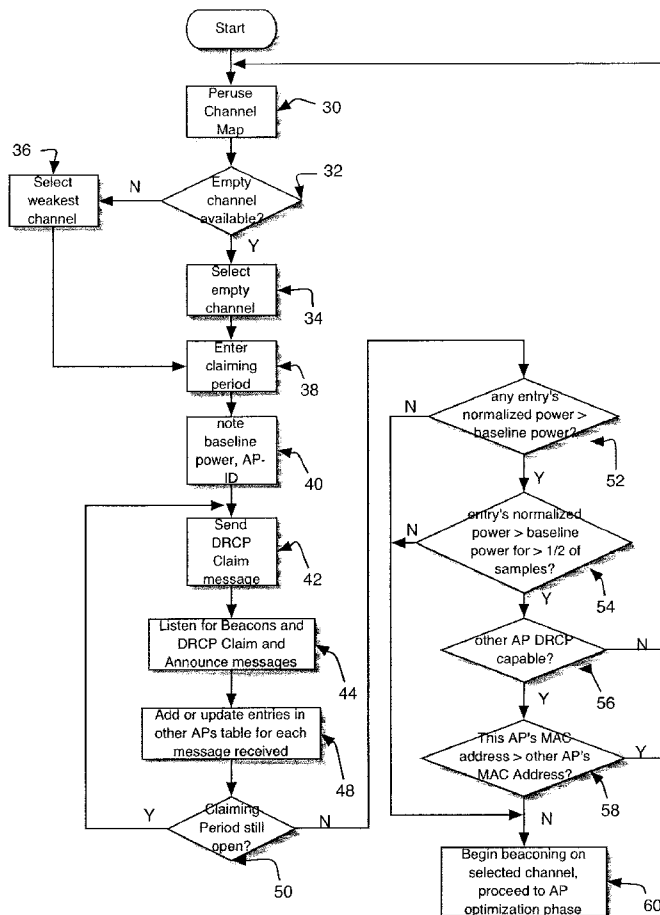 Start
Peruse
Channel
Map
30
36
Select
weakest
channel
N
Empty
channel
available?
32
Y
Select
empty
channel
34
Enter
claiming
period
38
note
baseline
power, AP-
ID
40
Send
DRCP
Claim
message
42
Listen for Beacons and
DRCP Claim and
Announce messages
44
Add or update entries in
other APs table for each
message received
48
Y
Claiming
Period still
open?
N
50
N
any entry's
normalized power >
baseline power?
52
Y
N
entry's normalized
power > baseline
power for > 1/2 of
samples?
54
Y
other AP DRCP
capable?
N
56
Y
This AP's MAC
address > other AP's
MAC Address?
Y
58
N
Begin beaconing on
selected channel,
proceed to AP
optimization phase
60